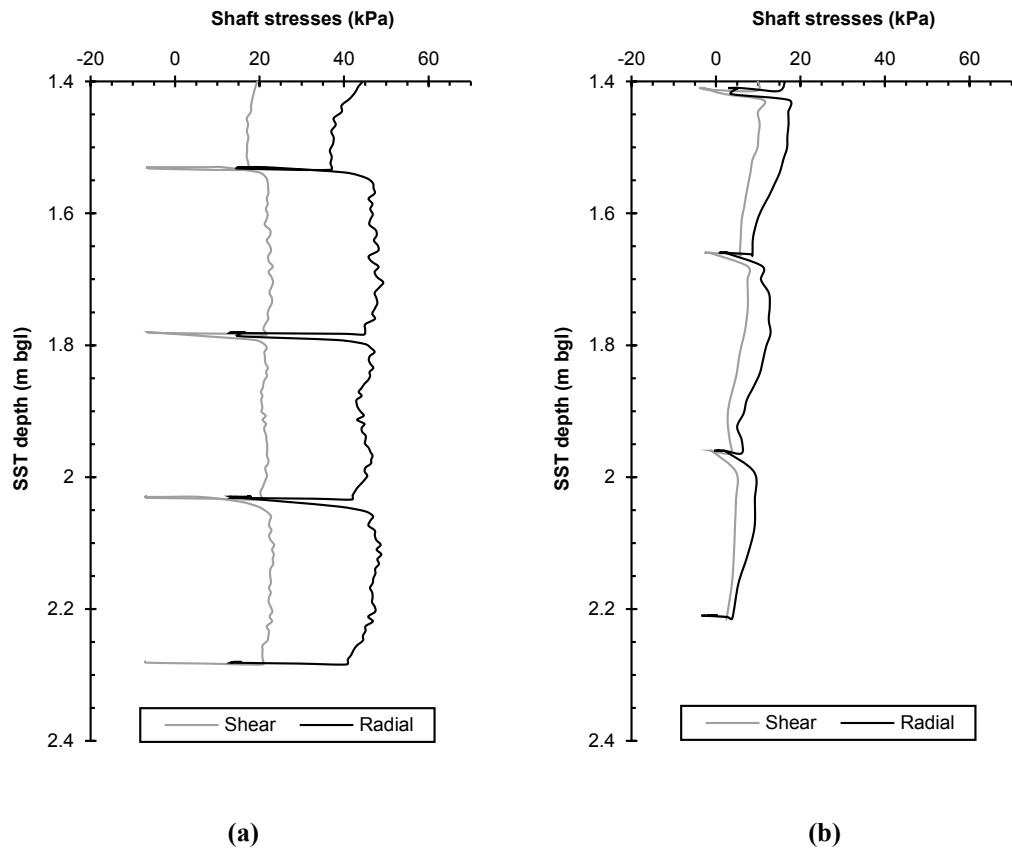 Shaft stresses (kPa)
-20 0 20 40 60
1.4
1.6
1.8
2
2.2
2.4
SST depth (m bgl)
Shear Radial
(a)
Shaft stresses (kPa)
-20 0 20 40 60
1.4
1.6
1.8
2
2.2
2.4
SST depth (m bgl)
Shear Radial
(b)